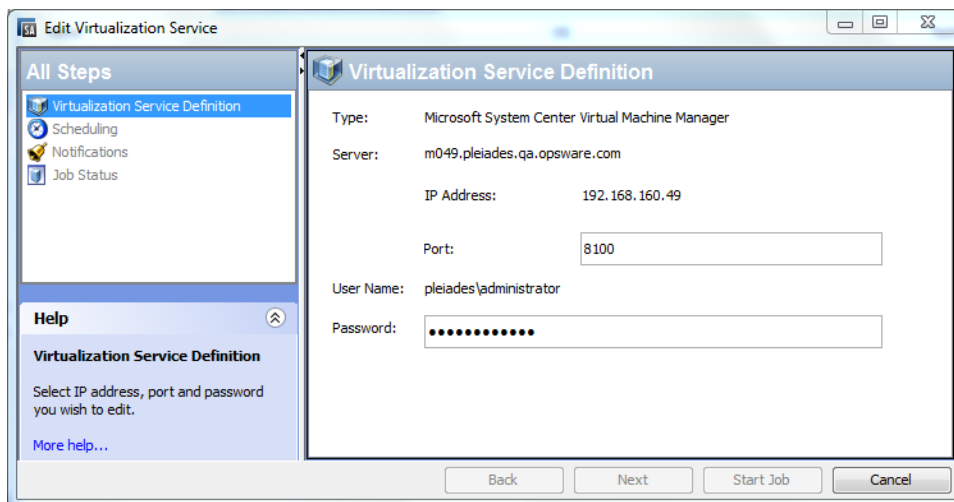 SA Edit Virtualization Service
All Steps
Virtualization Service Definition
Scheduling
Notifications
Job Status
Help
Virtualization Service Definition
Select IP address, port and password
you wish to edit.
More help...
Virtualization Service Definition
Type: Microsoft System Center Virtual Machine Manager
Server: m049.pleiades.qa.opsware.com
IP Address: 192.168.160.49
Port: 8100
User Name: pleiades\administrator
Password: ●●●●●●●●●●●●
Back Next Start Job Cancel